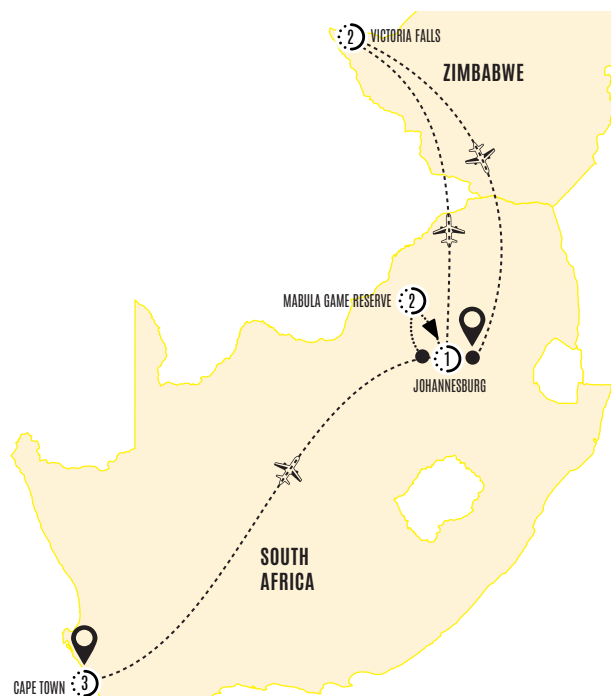 2 VICTORIA FALLS
ZIMBABWE
MABULA GAME RESERVE 2
1
JOHANNESBURG
SOUTH
AFRICA
CAPE TOWN 3